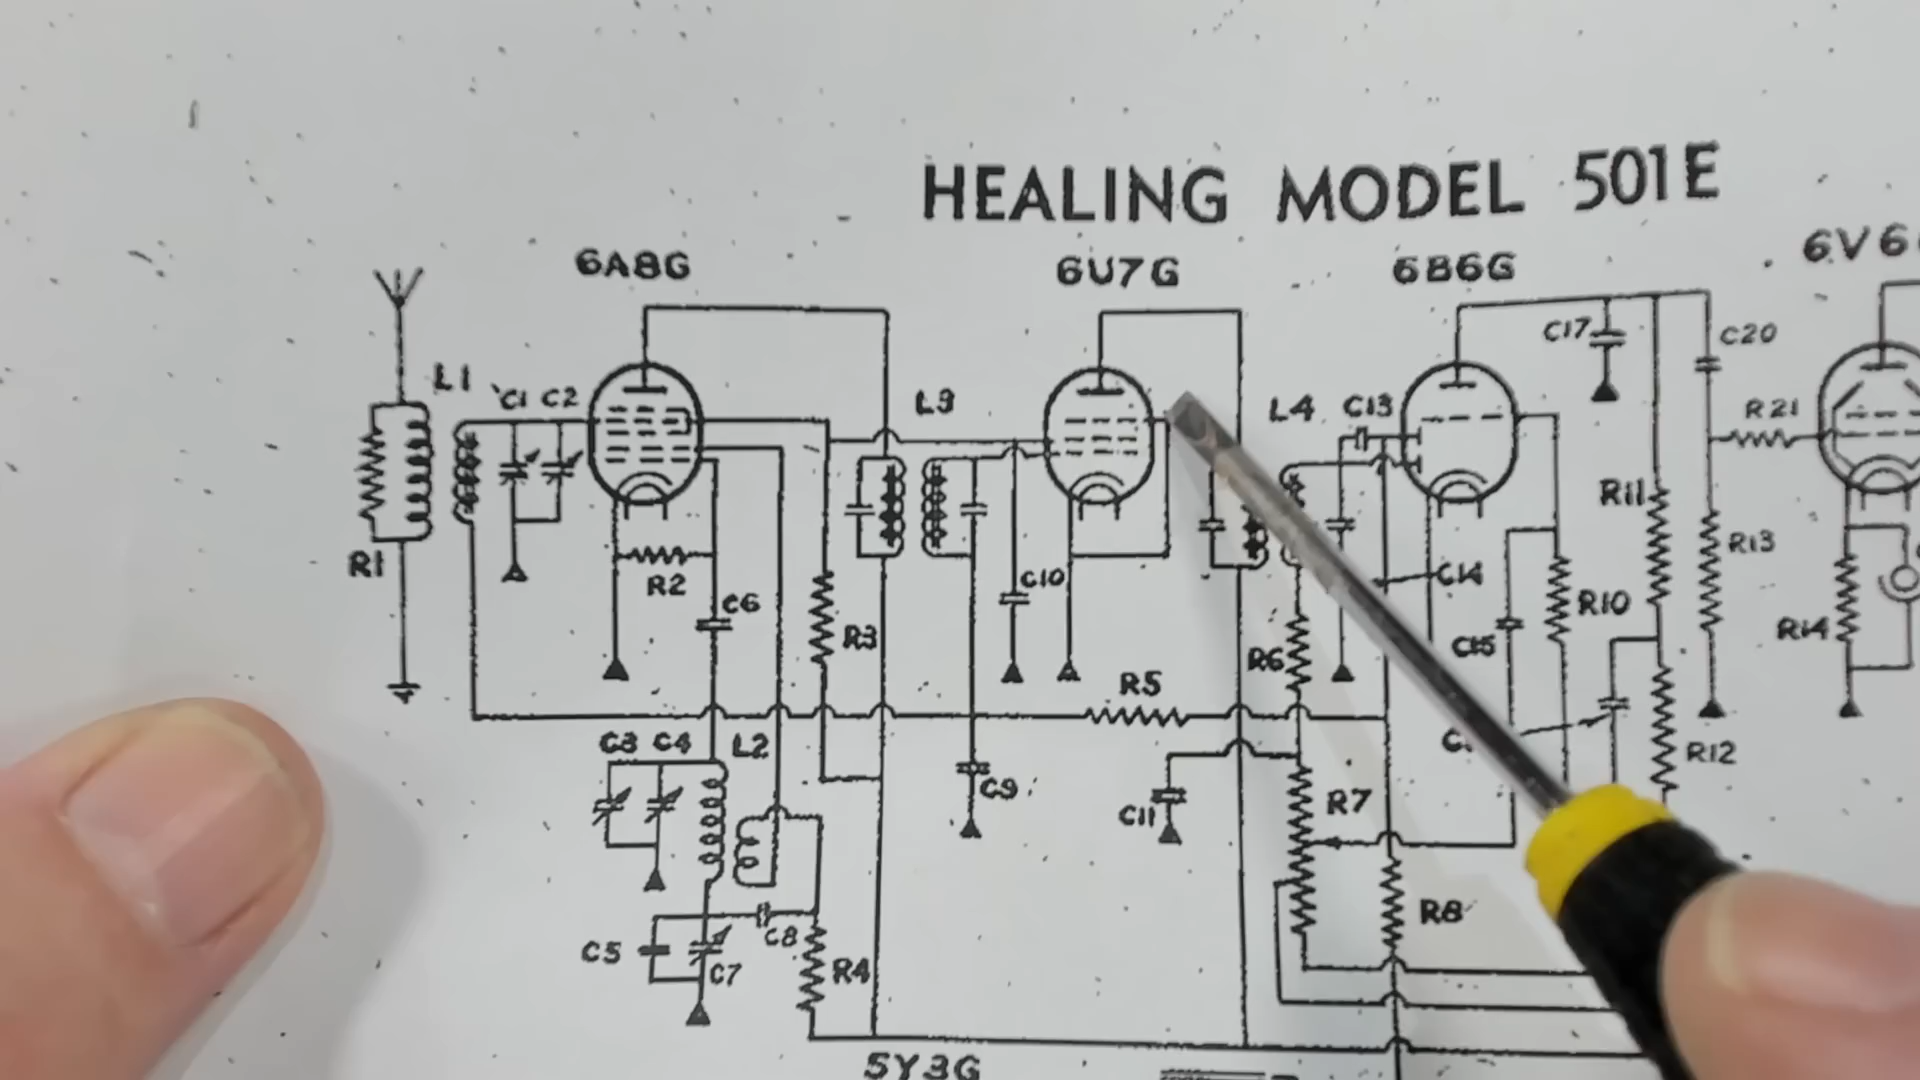 HEALING MODEL 501E
6A8G
6U7G
6B6G
6V6
L1
C1
C2
L3
L4
C13
C17
C20
R21
R11
R1
R2
C6
R3
C10
C14
R10
R13
C15
R14
R6
R5
C3
C4
L2
C9
C11
R7
R12
C5
C8
C7
R4
R8
5Y3G